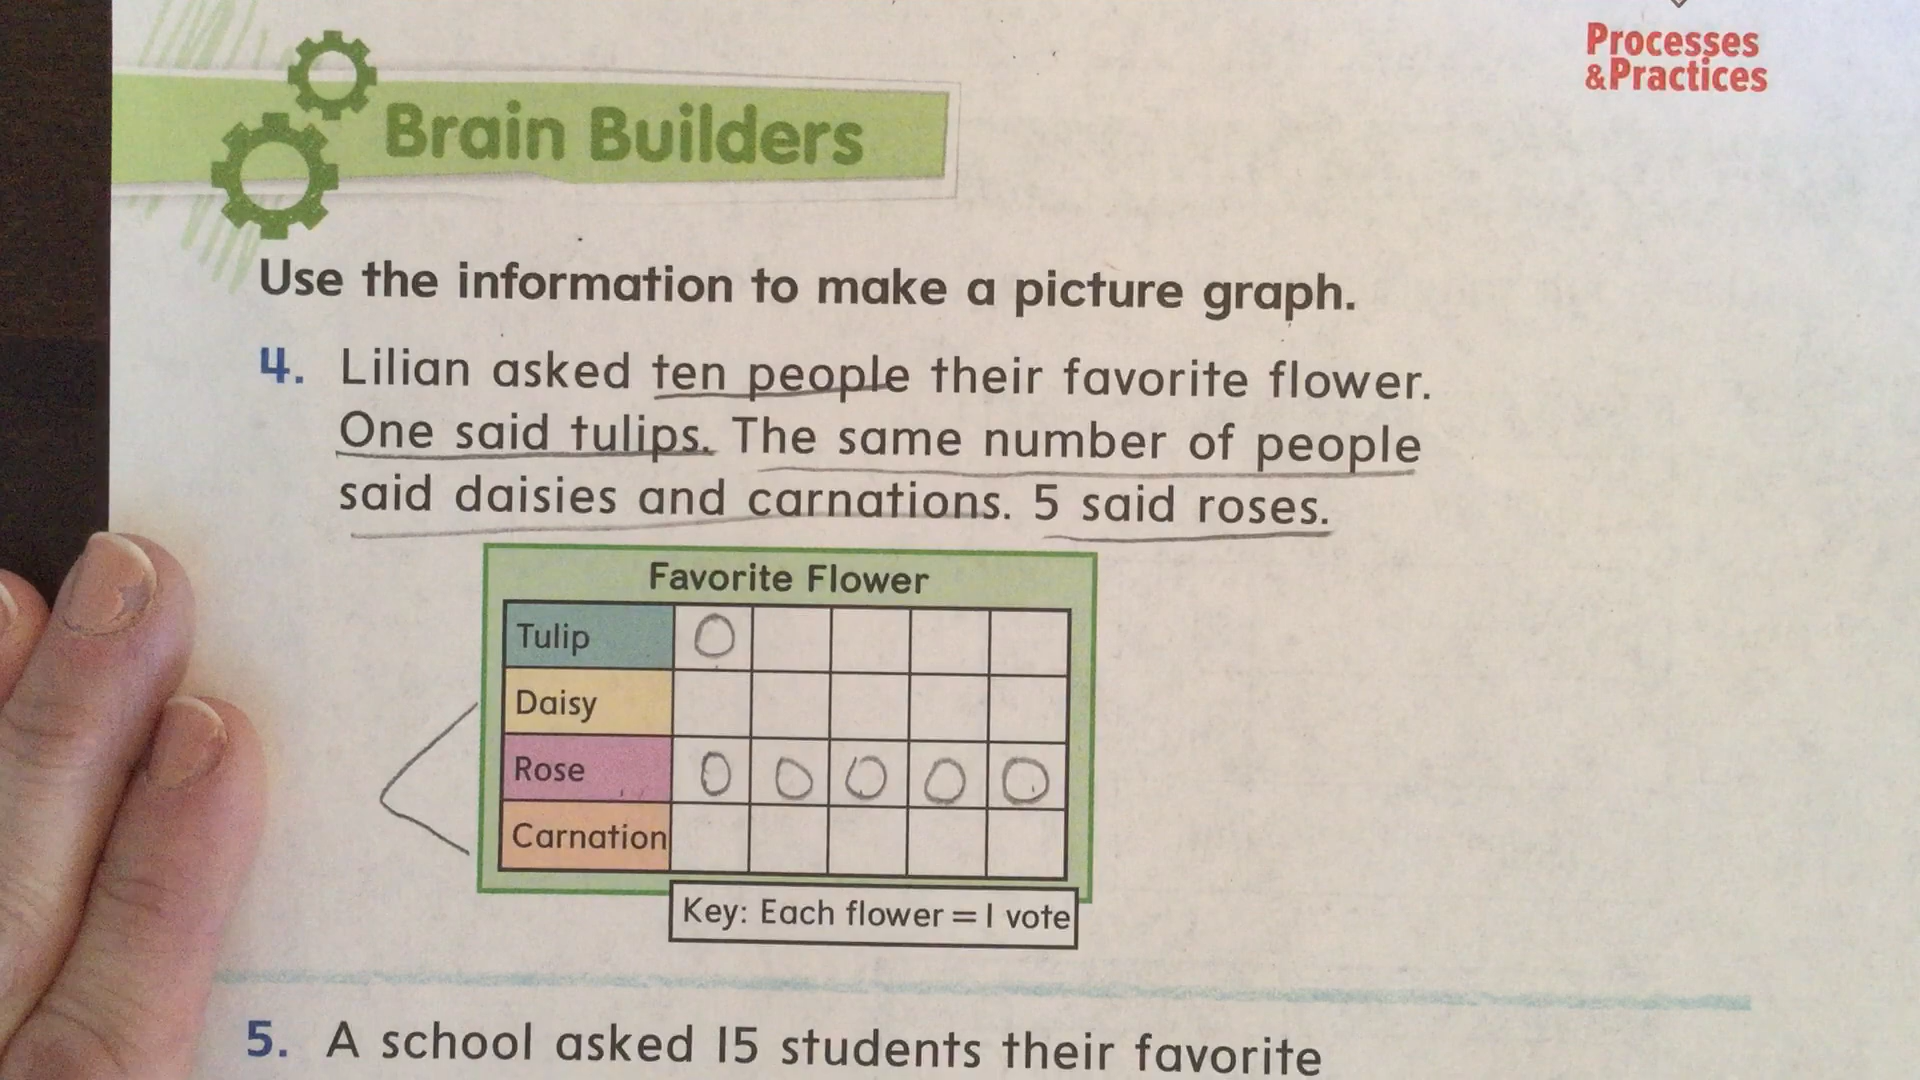 Processes
&Practices
Brain Builders
Use the information to make a picture graph.
4. Lilian asked ten people their favorite flower.
One said tulips. The same number of people
said daisies and carnations. 5 said roses.
Favorite Flower
Tulip
Daisy
Rose
Carnation
Key: Each flower = 1 vote
5. A school asked 15 students their favorite